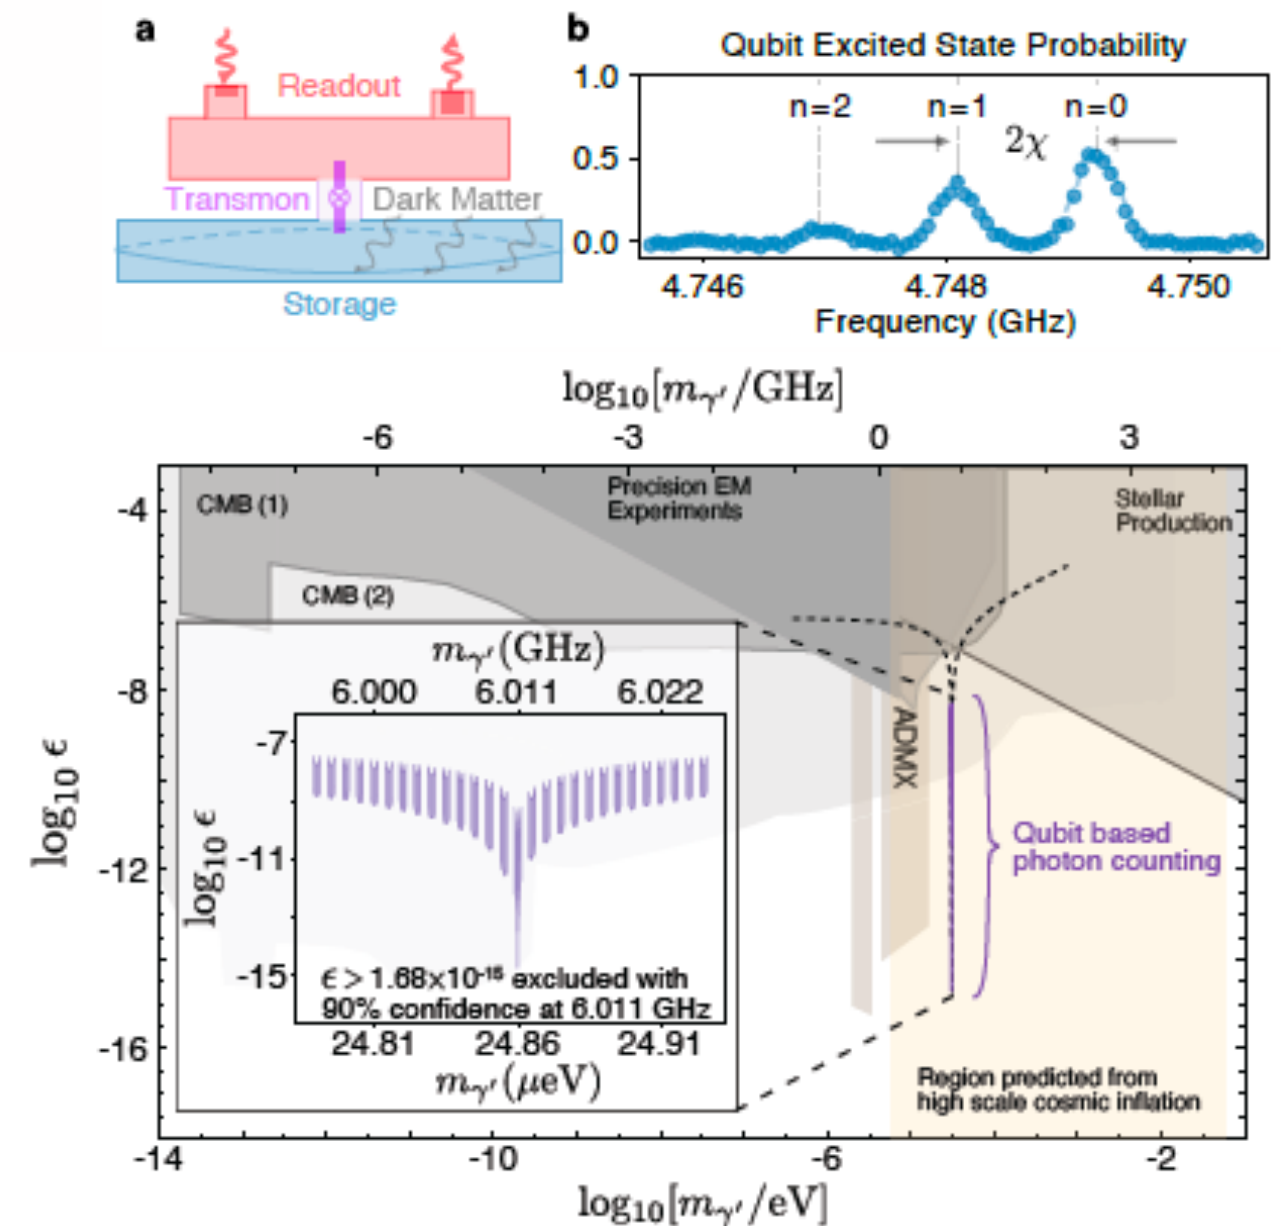 a
Readout
Transmon
Dark Matter
Storage
b
Qubit Excited State Probability
1.0
0.5
0.0
n=2
n=1
n=0
2χ
4.746
4.748
4.750
Frequency (GHz)
log₁₀[mγ′/GHz]
-6
-3
0
3
-4
-8
-12
-16
log₁₀ ϵ
CMB (1)
CMB (2)
Precision EM
Experiments
Stellar
Production
ADMX
Qubit based
photon counting
Region predicted from
high scale cosmic inflation
mγ′(GHz)
6.000
6.011
6.022
-7
-11
-15
log₁₀ ϵ
ϵ > 1.68×10⁻¹⁵ excluded with
90% confidence at 6.011 GHz
24.81
24.86
24.91
mγ′(μeV)
-14
-10
-6
-2
log₁₀[mγ′/eV]